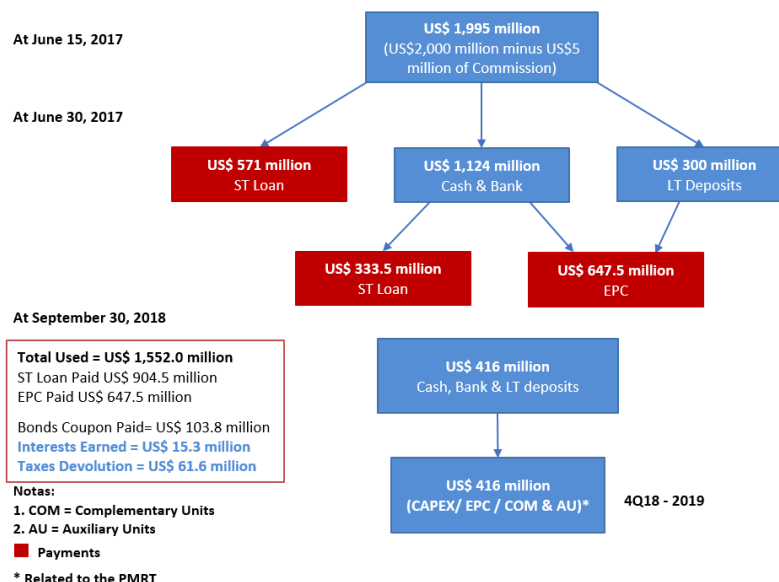 At June 15, 2017
US$ 1,995 million
(US$2,000 million minus US$5
million of Commission)
At June 30, 2017
US$ 571 million
ST Loan
US$ 1,124 million
Cash & Bank
US$ 300 million
LT Deposits
US$ 333.5 million
ST Loan
US$ 647.5 million
EPC
At September 30, 2018
Total Used = US$ 1,552.0 million
ST Loan Paid US$ 904.5 million
EPC Paid US$ 647.5 million
Bonds Coupon Paid= US$ 103.8 million
Interests Earned = US$ 15.3 million
Taxes Devolution = US$ 61.6 million
US$ 416 million
Cash, Bank & LT deposits
US$ 416 million
(CAPEX/ EPC / COM & AU)*
4Q18 - 2019
Notas:
1. COM = Complementary Units
2. AU = Auxiliary Units
Payments
* Related to the PMRT